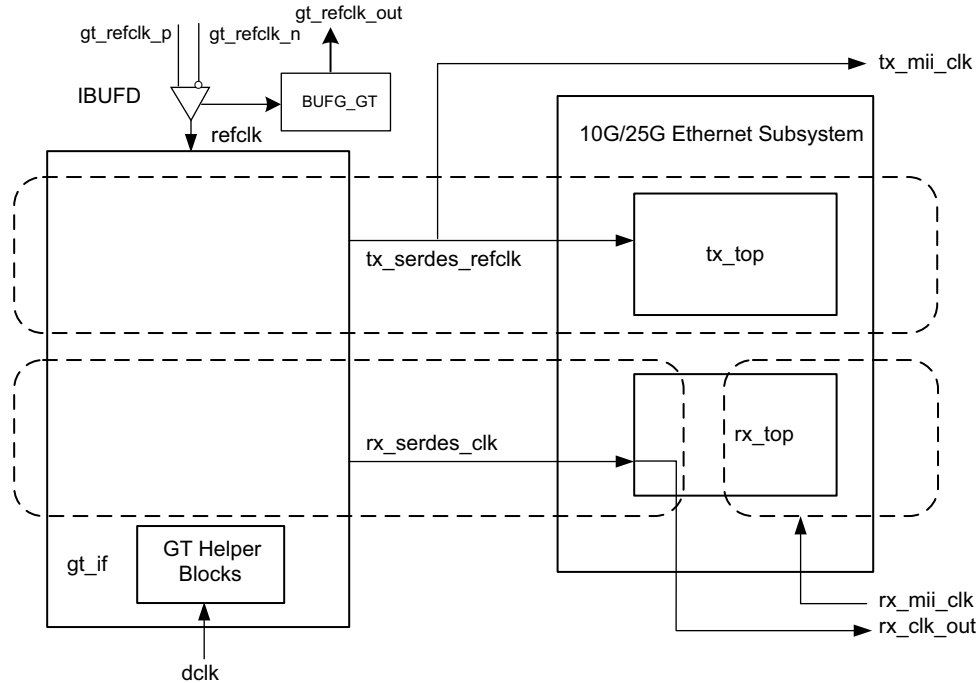 gt_refclk_out
gt_refclk_p
gt_refclk_n
tx_mii_clk
IBUFD
BUFG_GT
refclk
10G/25G Ethernet Subsystem
tx_serdes_refclk
tx_top
rx_serdes_clk
rx_top
gt_if
GT Helper
Blocks
rx_mii_clk
rx_clk_out
dclk